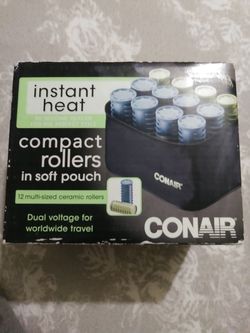 instant
heat
compact
rollers
in soft pouch
12 multi-sized ceramic rollers
Dual voltage for
worldwide travel
CONAIR
CONAIR